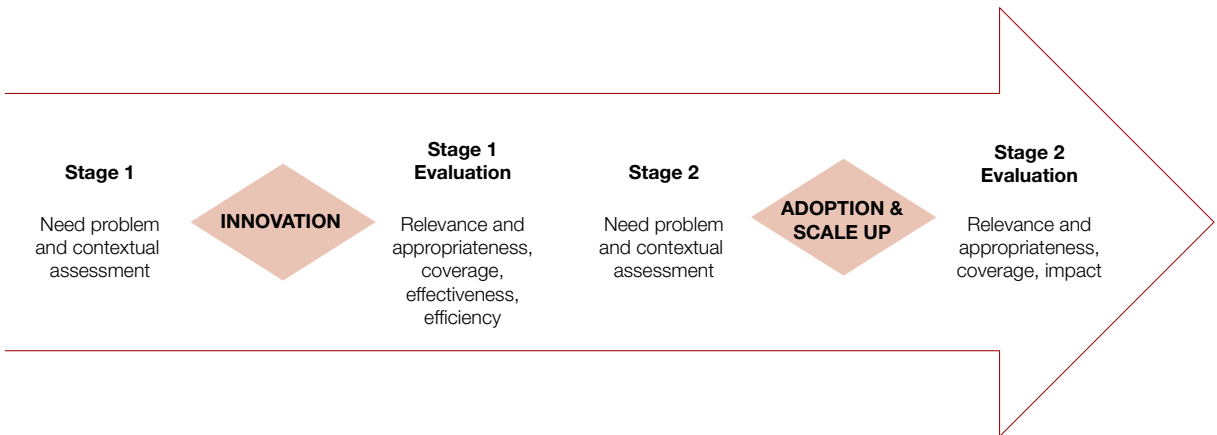 Stage 1
Need problem
and contextual
assessment
INNOVATION
Stage 1
Evaluation
Relevance and
appropriateness,
coverage,
effectiveness,
efficiency
Stage 2
Need problem
and contextual
assessment
ADOPTION &
SCALE UP
Stage 2
Evaluation
Relevance and
appropriateness,
coverage, impact